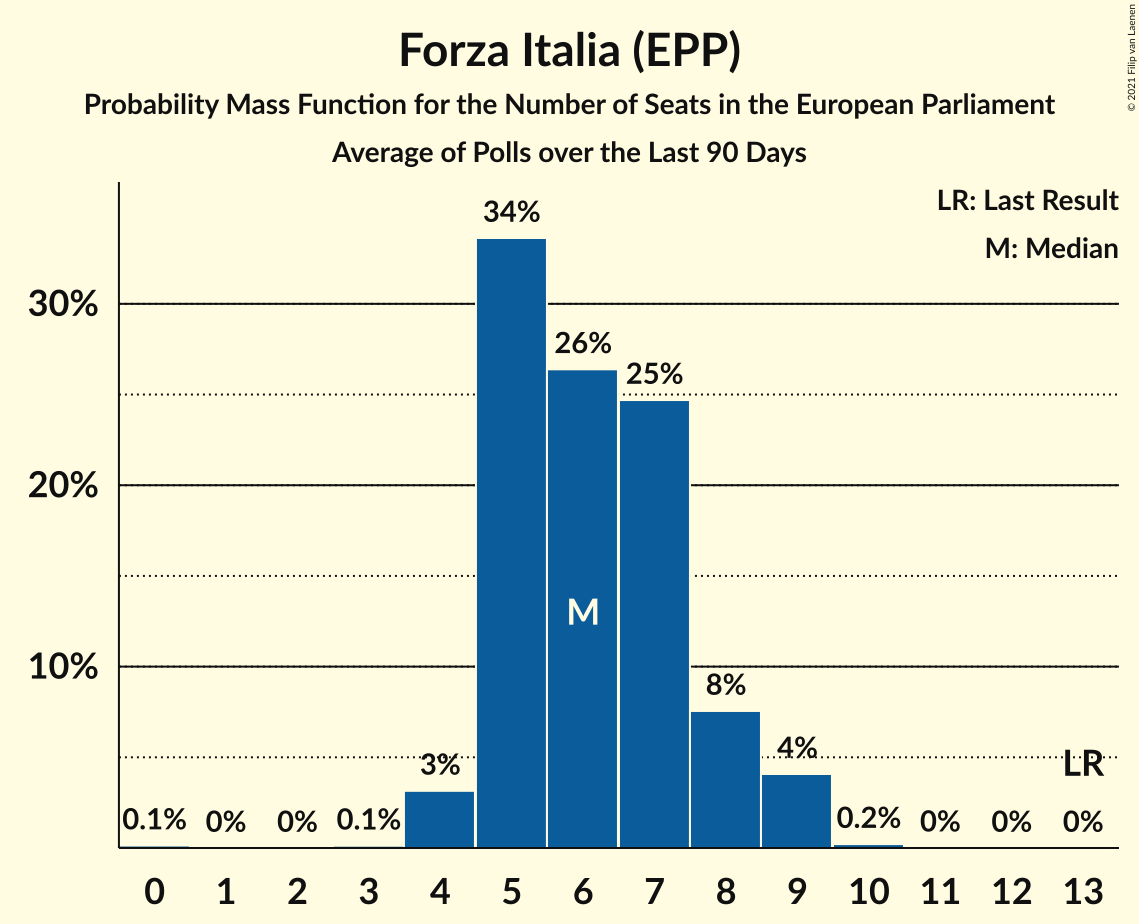 Forza Italia (EPP)
Probability Mass Function for the Number of Seats in the European Parliament
Average of Polls over the Last 90 Days
© 2021 Filip van Laenen
LR: Last Result
M: Median
34%
30%
26%
25%
20%
M
10%
8%
4%
3%
LR
0.1% 0% 0% 0.1% 0.2% 0% 0% 0%
0 1 2 3 4 5 6 7 8 9 10 11 12 13